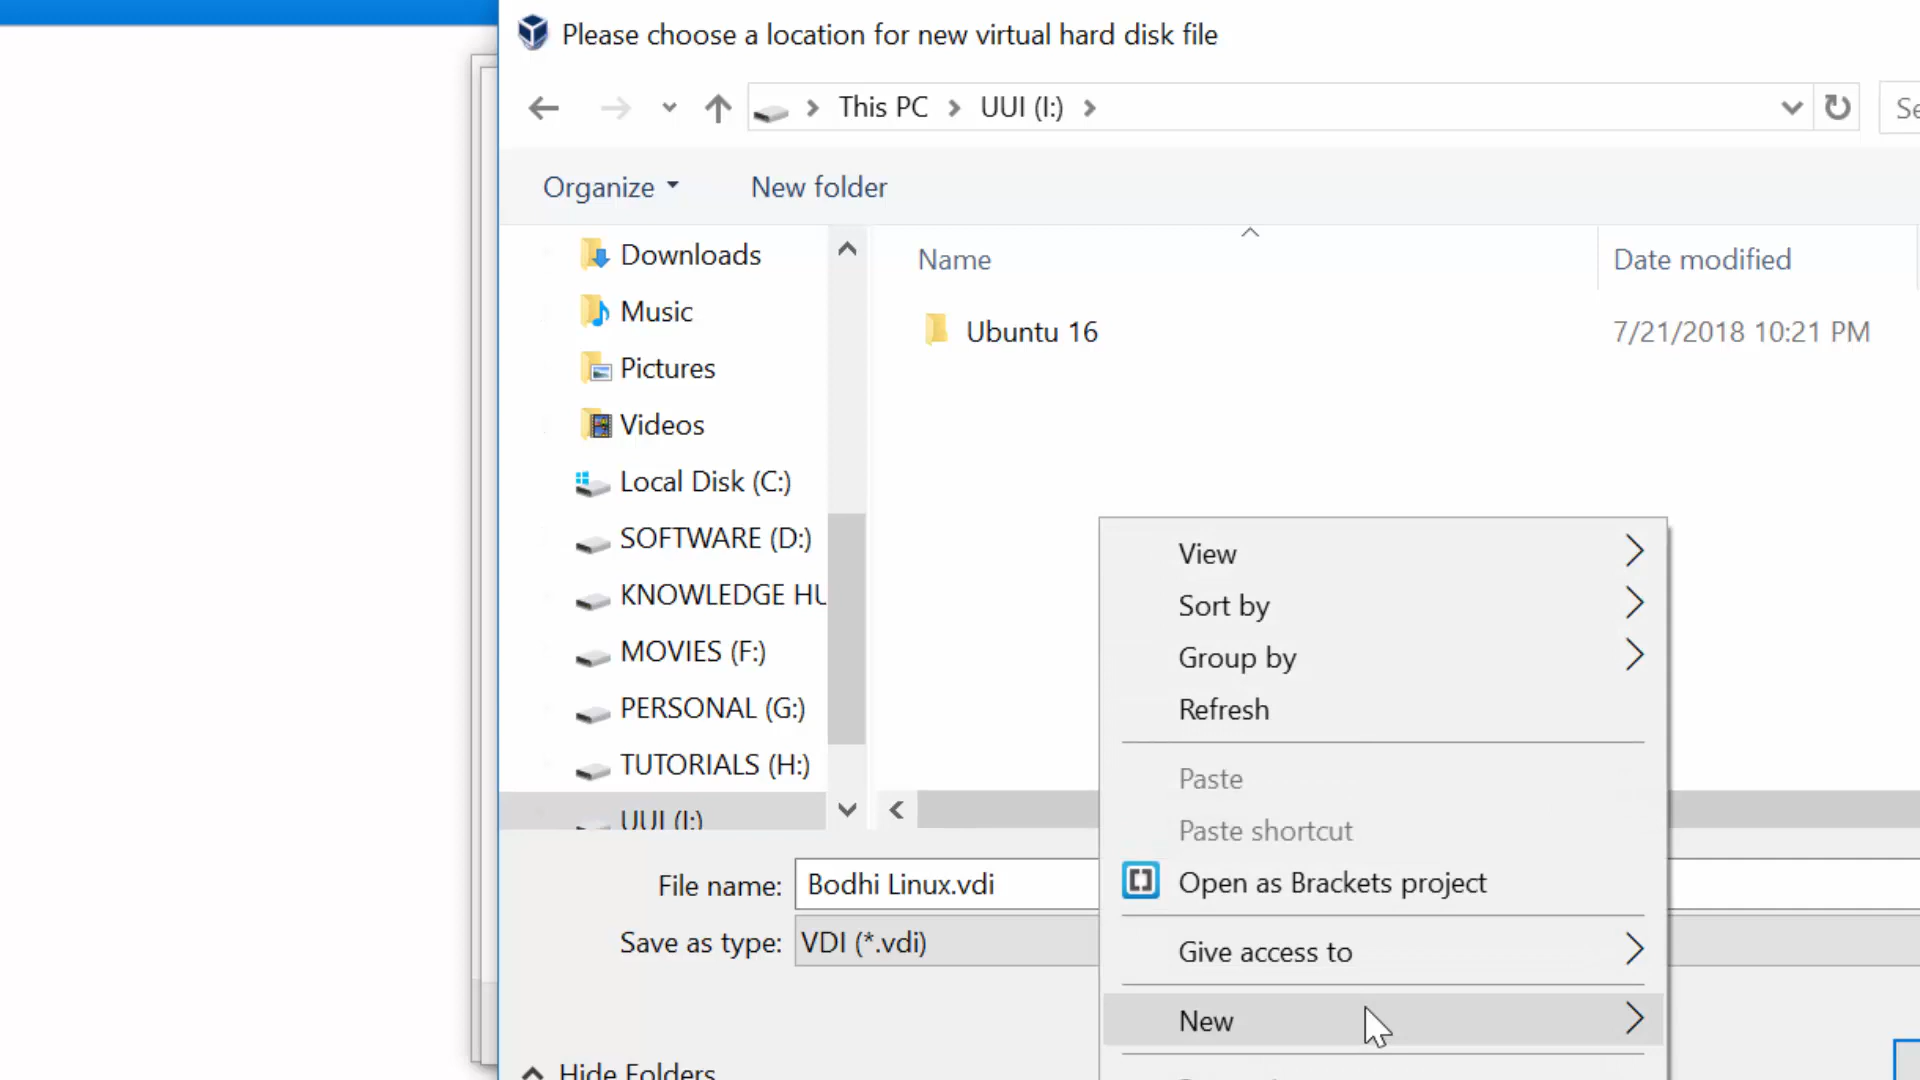 Please choose a location for new virtual hard disk file
This PC
UUI (I:)
Se
Organize
New folder
Downloads
Music
Pictures
Videos
Local Disk (C:)
SOFTWARE (D:)
KNOWLEDGE HU
MOVIES (F:)
PERSONAL (G:)
TUTORIALS (H:)
UUI (I:)
Name
Date modified
Ubuntu 16
7/21/2018 10:21 PM
View
Sort by
Group by
Refresh
Paste
Paste shortcut
Open as Brackets project
Give access to
New
File name:
Bodhi Linux.vdi
Save as type:
VDI (*.vdi)
Hide Folders